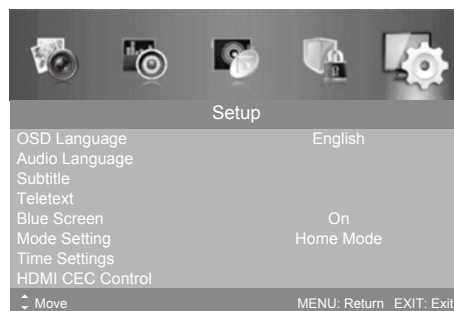 Setup
OSD Language English
Audio Language
Subtitle
Teletext
Blue Screen On
Mode Setting Home Mode
Time Settings
HDMI CEC Control
Move MENU: Return EXIT: Exit